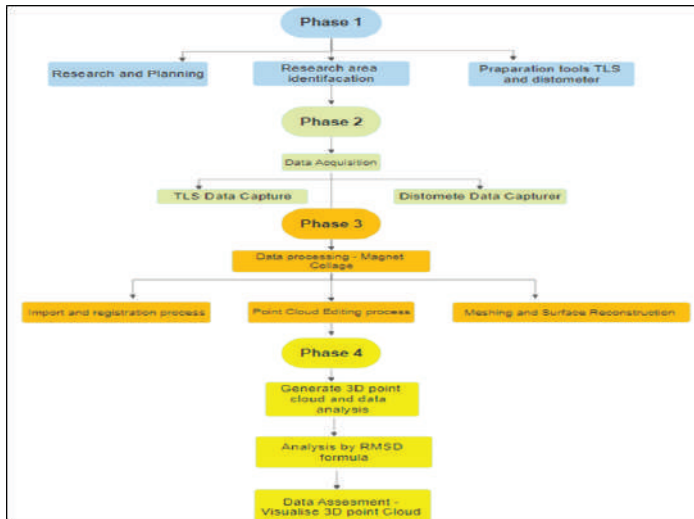 Phase 1
Research and Planning
Research area
identifacation
Praparation tools TLS
and distometer
Phase 2
Data Acquisition
TLS Data Capture
Distomete Data Capturer
Phase 3
Data processing - Magnet
Collage
Import and registration process
Point Cloud Editing process
Meshing and Surface Reconstruction
Phase 4
Generate 3D point
cloud and data
analysis
Analysis by RMSD
formula
Data Assesment -
Visualise 3D point Cloud